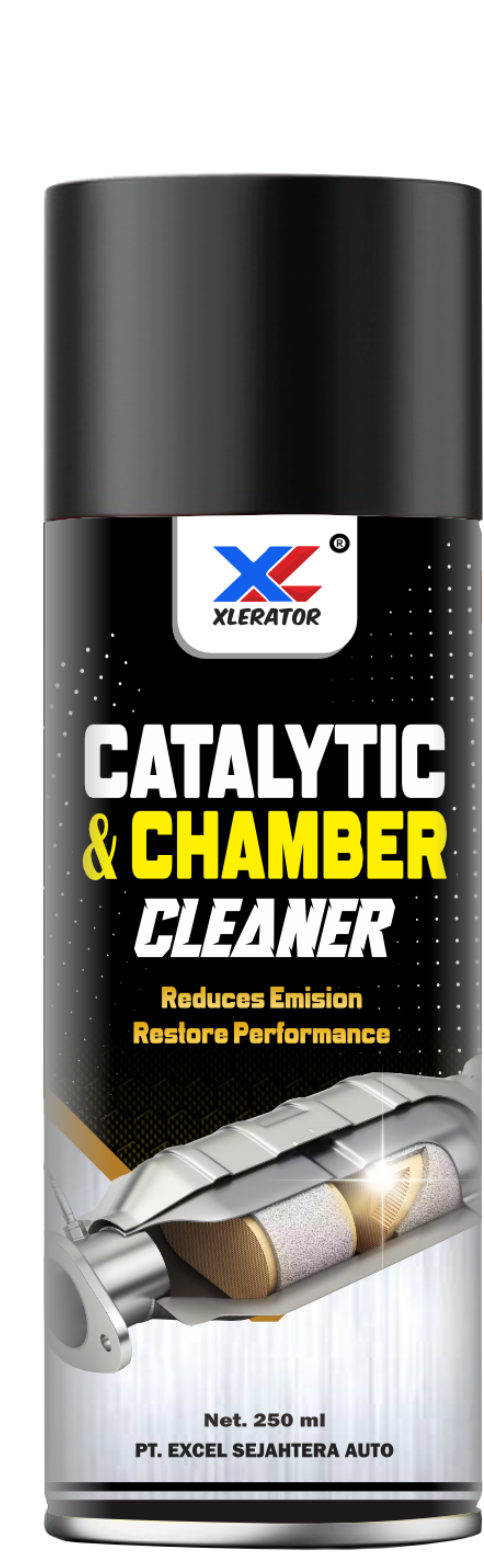 ®
XLERATOR
CATALYTIC
& CHAMBER
CLEANER
Reduces Emision
Restore Performance
Net. 250 ml
PT. EXCEL SEJAHTERA AUTO